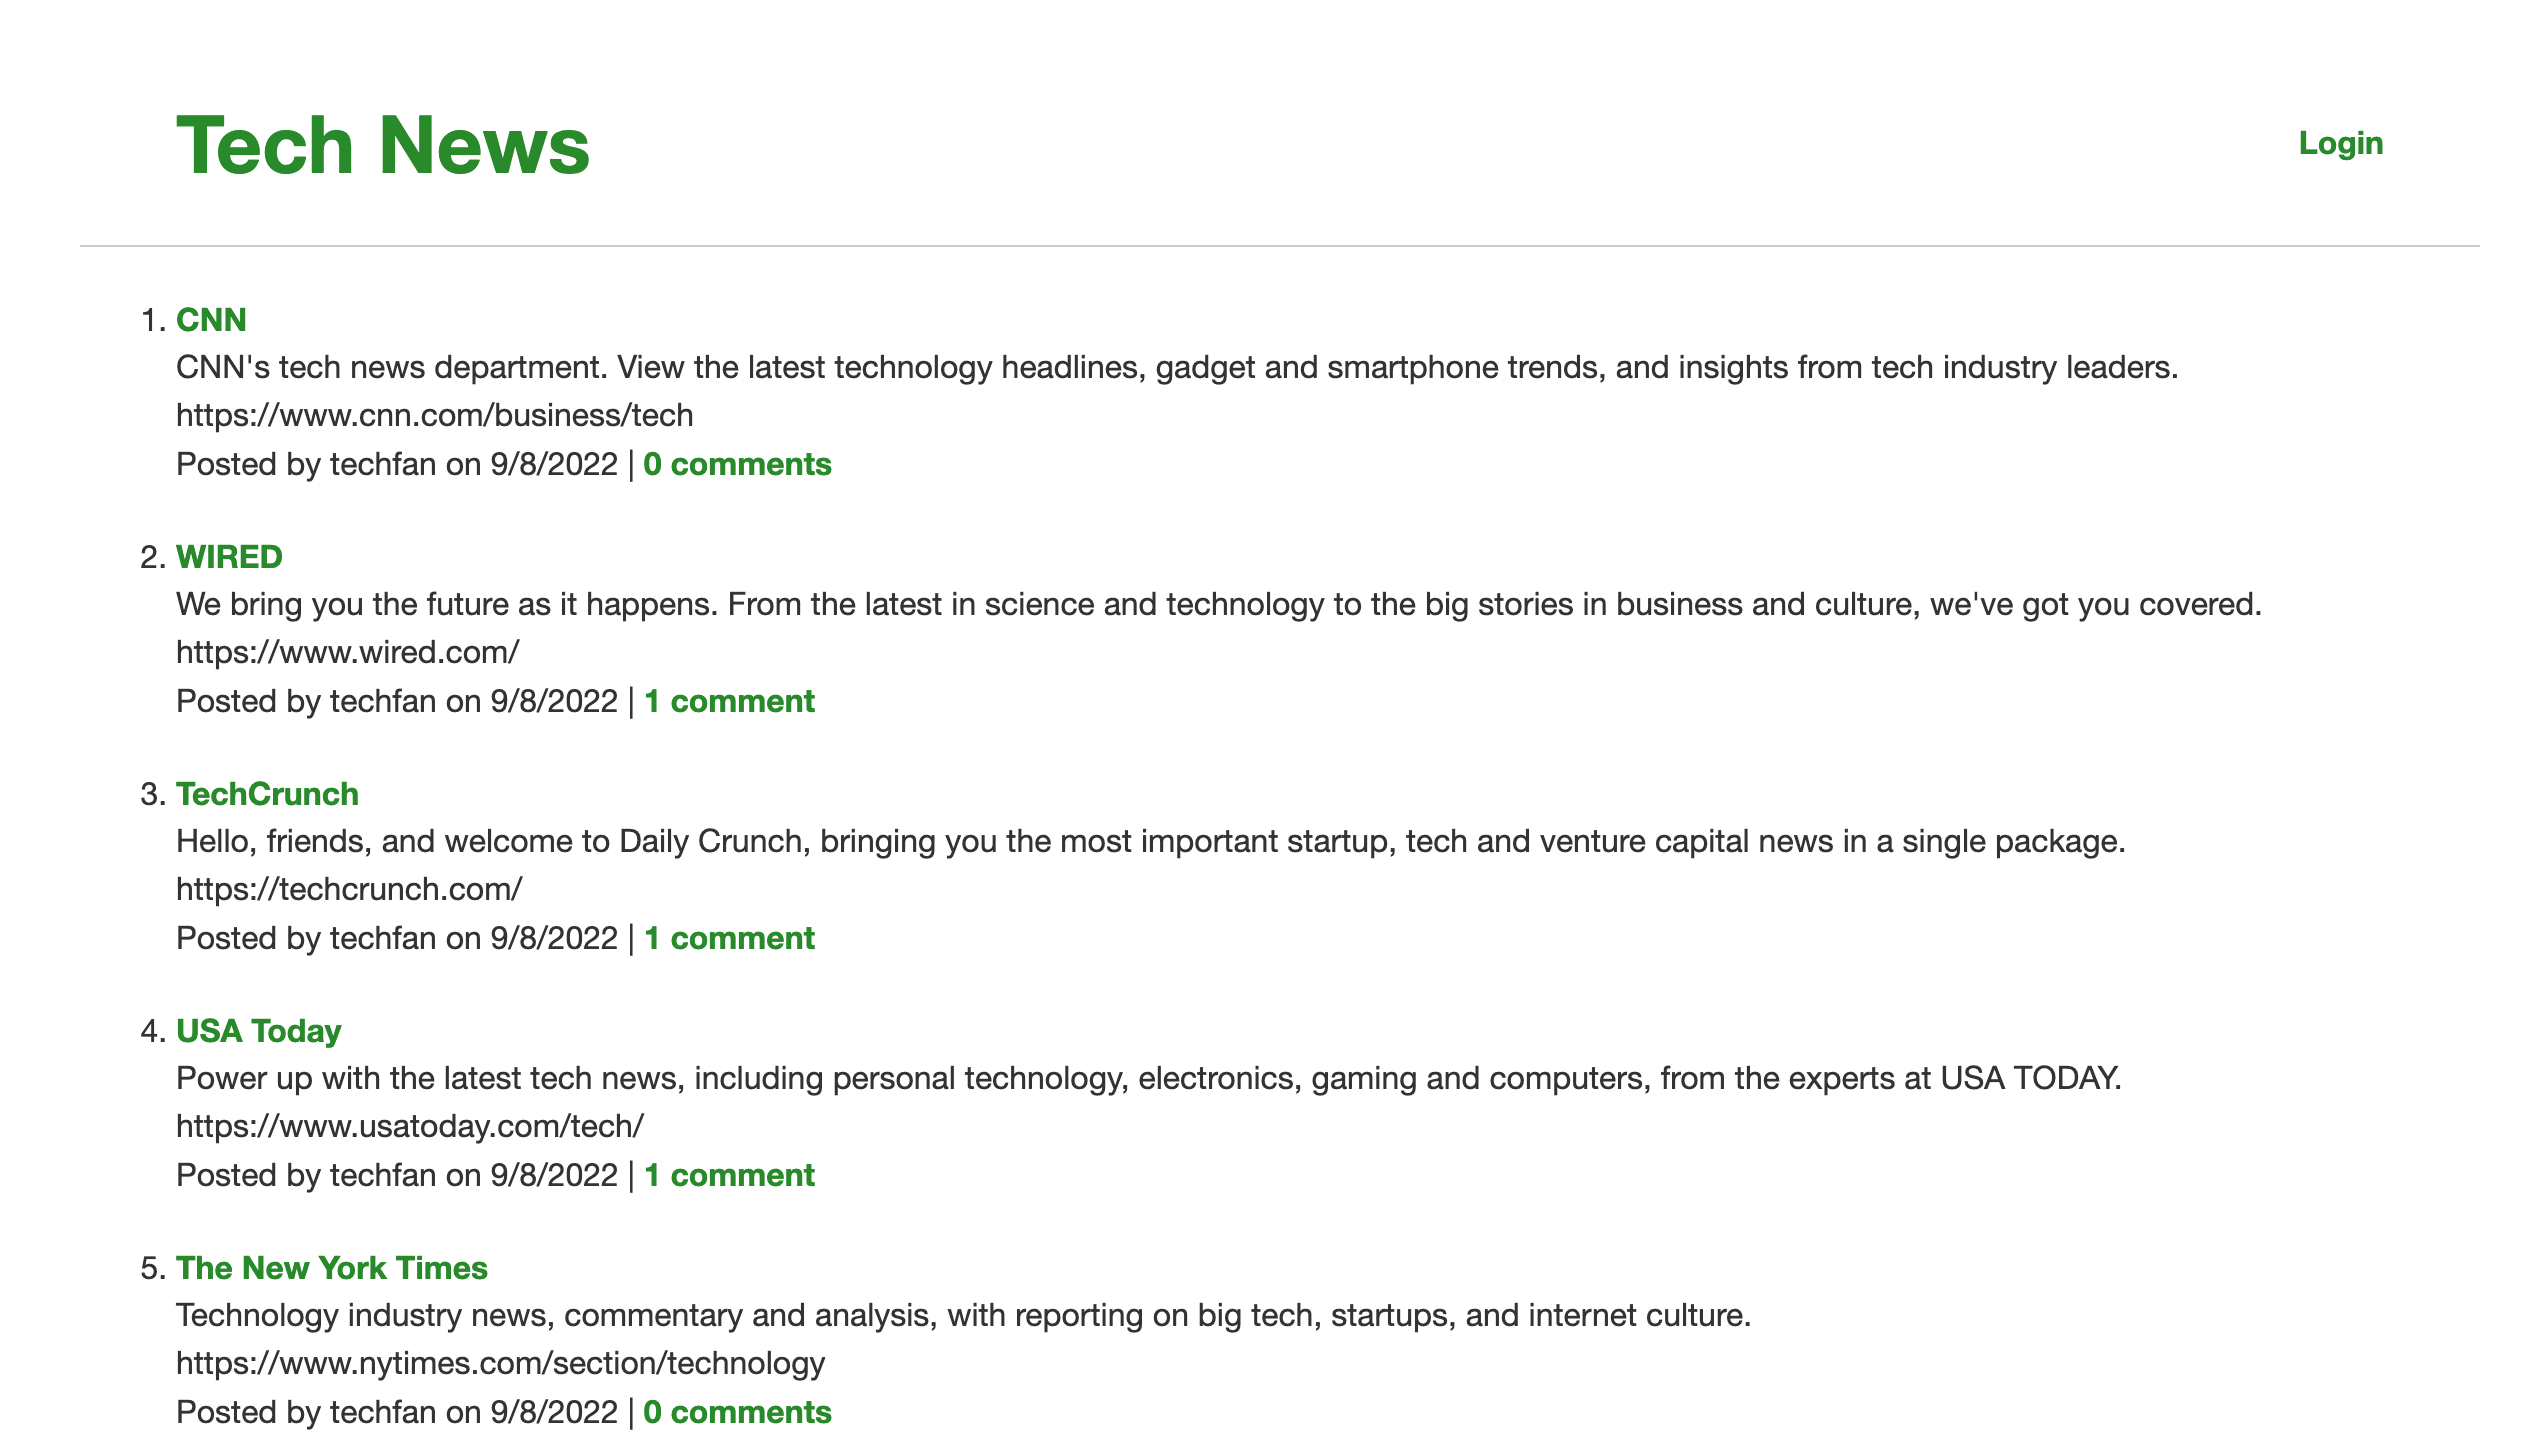 Tech News
Login
1. CNN
CNN's tech news department. View the latest technology headlines, gadget and smartphone trends, and insights from tech industry leaders.
https://www.cnn.com/business/tech
Posted by techfan on 9/8/2022 | 0 comments
2. WIRED
We bring you the future as it happens. From the latest in science and technology to the big stories in business and culture, we've got you covered.
https://www.wired.com/
Posted by techfan on 9/8/2022 | 1 comment
3. TechCrunch
Hello, friends, and welcome to Daily Crunch, bringing you the most important startup, tech and venture capital news in a single package.
https://techcrunch.com/
Posted by techfan on 9/8/2022 | 1 comment
4. USA Today
Power up with the latest tech news, including personal technology, electronics, gaming and computers, from the experts at USA TODAY.
https://www.usatoday.com/tech/
Posted by techfan on 9/8/2022 | 1 comment
5. The New York Times
Technology industry news, commentary and analysis, with reporting on big tech, startups, and internet culture.
https://www.nytimes.com/section/technology
Posted by techfan on 9/8/2022 | 0 comments